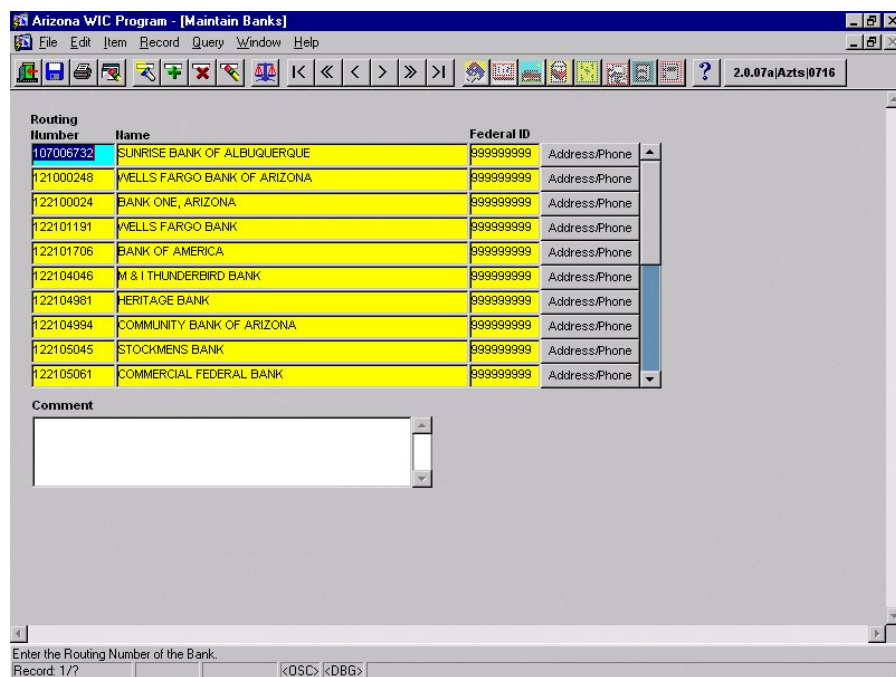 Arizona WIC Program - [Maintain Banks]
File Edit Item Record Query Window Help
? 2.0.07a|Azts|0716
Routing
Number Name Federal ID
107006732 SUNRISE BANK OF ALBUQUERQUE 999999999 Address/Phone
121000248 WELLS FARGO BANK OF ARIZONA 999999999 Address/Phone
122100024 BANK ONE, ARIZONA 999999999 Address/Phone
122101191 WELLS FARGO BANK 999999999 Address/Phone
122101706 BANK OF AMERICA 999999999 Address/Phone
122104046 M & I THUNDERBIRD BANK 999999999 Address/Phone
122104981 HERITAGE BANK 999999999 Address/Phone
122104994 COMMUNITY BANK OF ARIZONA 999999999 Address/Phone
122105045 STOCKMENS BANK 999999999 Address/Phone
122105061 COMMERCIAL FEDERAL BANK 999999999 Address/Phone
Comment
Enter the Routing Number of the Bank.
Record: 1/? <OSC> <DBG>